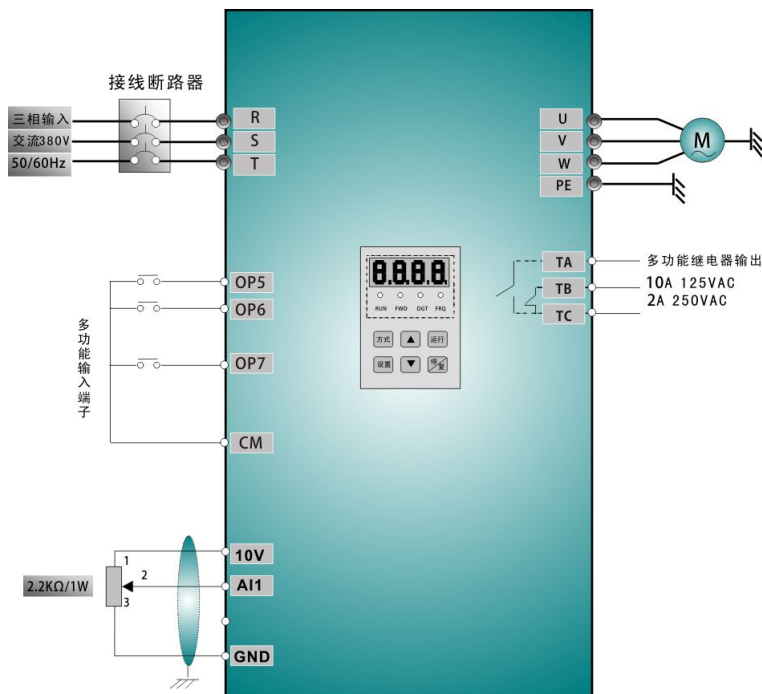 接线断路器
三相输入
交流380V
50/60Hz
R
S
T
U
V
W
PE
M
多功能输入端子
OP5
OP6
OP7
CM
8.8.8.8.
RUN FWD DGT FRQ
方式 ▲ 运行
设置 ▼ 停/复
TA
TB
TC
多功能继电器输出
10A 125VAC
2A 250VAC
2.2KΩ/1W
1
2
3
10V
AI1
GND